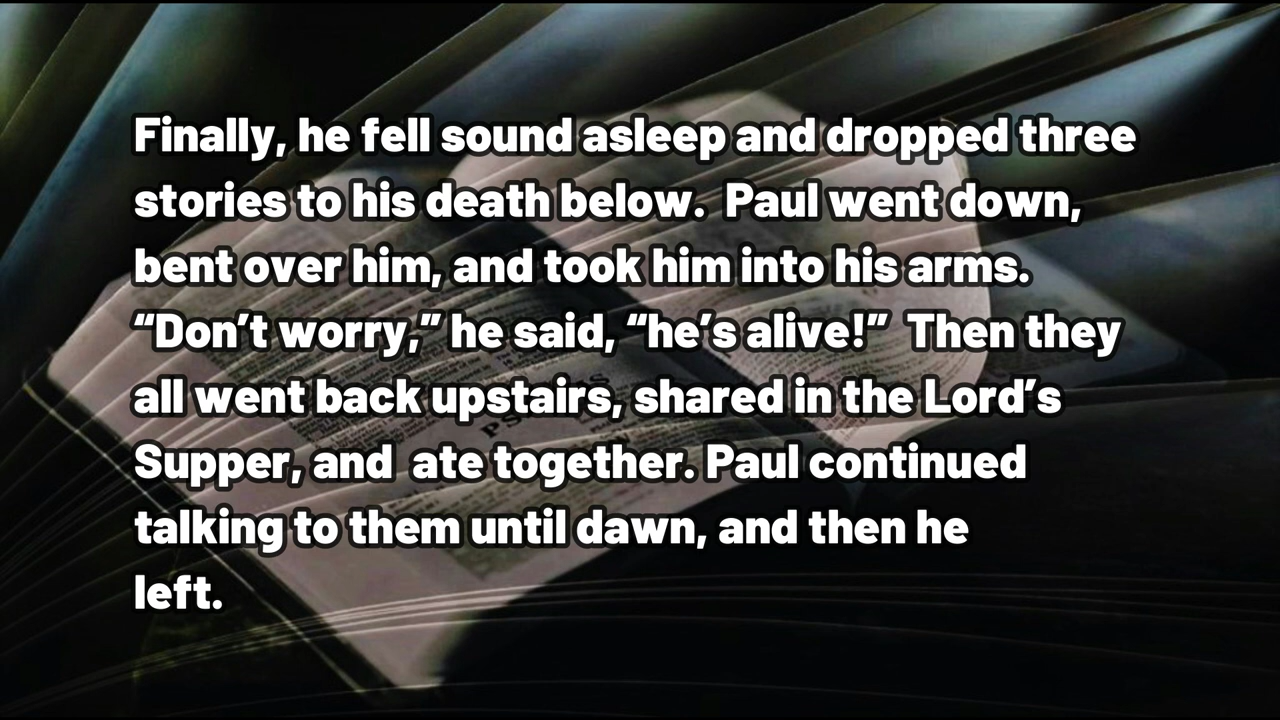 Finally, he fell sound asleep and dropped three
stories to his death below.  Paul went down,
bent over him, and took him into his arms.
“Don’t worry,” he said, “he’s alive!”  Then they
all went back upstairs, shared in the Lord’s
Supper, and  ate together. Paul continued
talking to them until dawn, and then he
left.